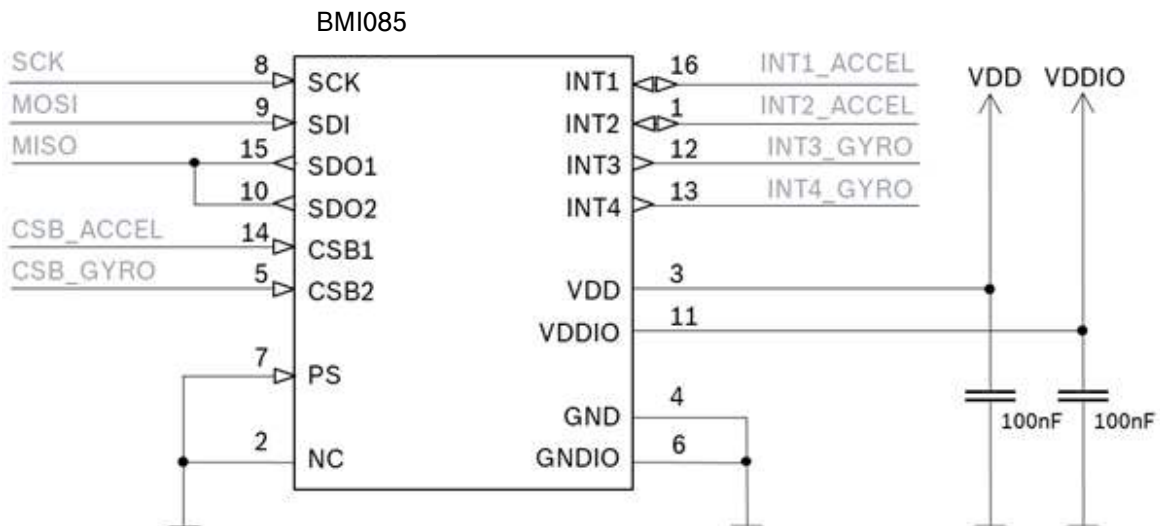 BMI085
SCK 8 SCK
MOSI 9 SDI
MISO 15 SDO1
10 SDO2
CSB_ACCEL 14 CSB1
CSB_GYRO 5 CSB2
7 PS
2 NC
INT1 16 INT1_ACCEL
INT2 1 INT2_ACCEL
INT3 12 INT3_GYRO
INT4 13 INT4_GYRO
VDD 3
VDDIO 11
GND 4
GNDIO 6
VDD VDDIO
100nF 100nF